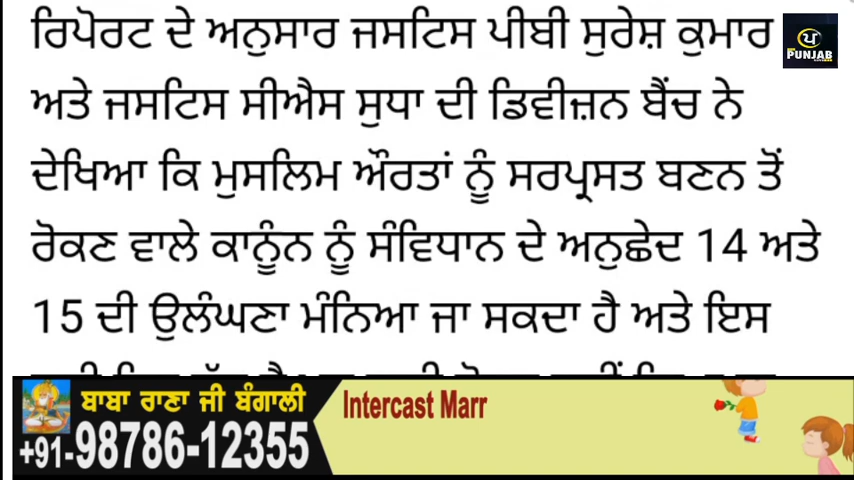 ਰਿਪੋਰਟ ਦੇ ਅਨੁਸਾਰ ਜਸਟਿਸ ਪੀਬੀ ਸੁਰੇਸ਼ ਕੁਮਾਰ
ਅਤੇ ਜਸਟਿਸ ਸੀਐਸ ਸੁਧਾ ਦੀ ਡਿਵੀਜ਼ਨ ਬੈਂਚ ਨੇ
ਦੇਖਿਆ ਕਿ ਮੁਸਲਿਮ ਔਰਤਾਂ ਨੂੰ ਸਰਪ੍ਰਸਤ ਬਣਨ ਤੋਂ
ਰੋਕਣ ਵਾਲੇ ਕਾਨੂੰਨ ਨੂੰ ਸੰਵਿਧਾਨ ਦੇ ਅਨੁਛੇਦ 14 ਅਤੇ
15 ਦੀ ਉਲੰਘਣਾ ਮੰਨਿਆ ਜਾ ਸਕਦਾ ਹੈ ਅਤੇ ਇਸ
PUNJAB
ਬਾਬਾ ਰਾਣਾ ਜੀ ਬੰਗਾਲੀ
+91-98786-12355
Intercast Marr